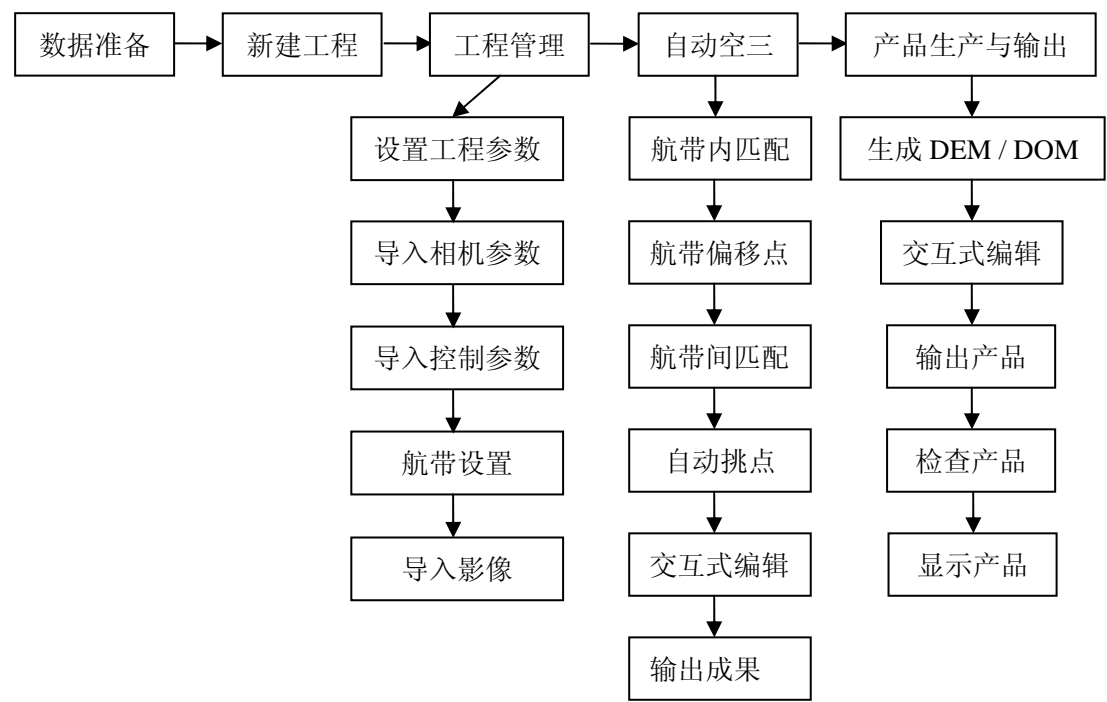 数据准备
新建工程
工程管理
自动空三
产品生产与输出
设置工程参数
导入相机参数
导入控制参数
航带设置
导入影像
航带内匹配
航带偏移点
航带间匹配
自动挑点
交互式编辑
输出成果
生成 DEM / DOM
交互式编辑
输出产品
检查产品
显示产品